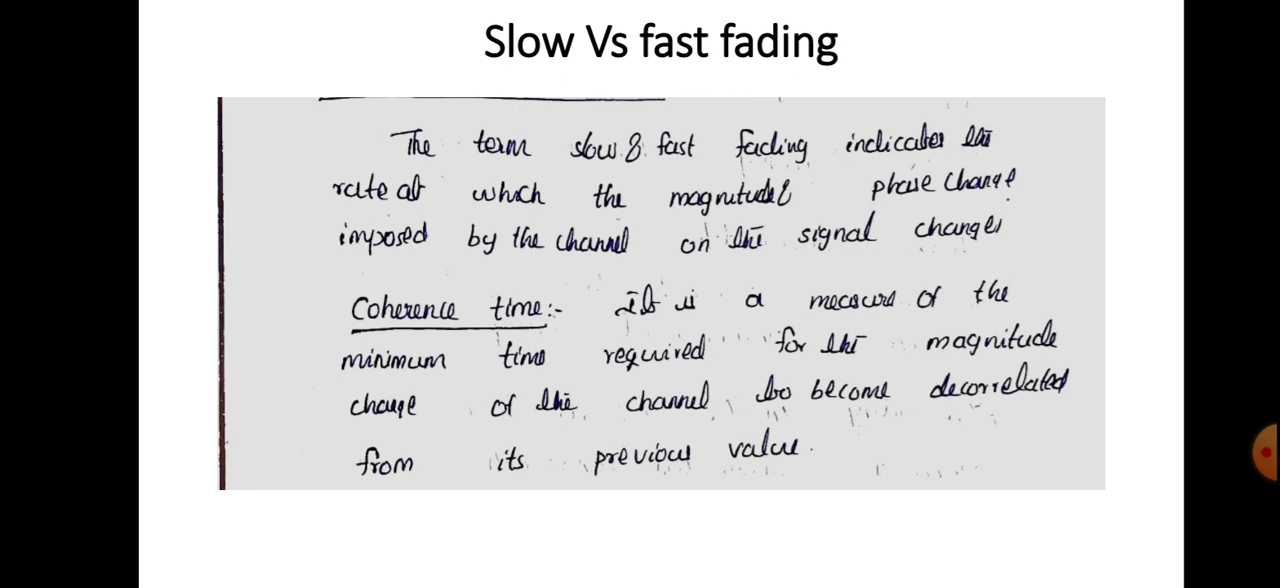 Slow Vs fast fading
The term slow & fast fading indicates the
rate at which the magnitude & phase change
imposed by the channel on the signal changes
Coherence time:- It is a measure of the
minimum time required for the magnitude
change of the channel to become decorrelated
from its previous value.